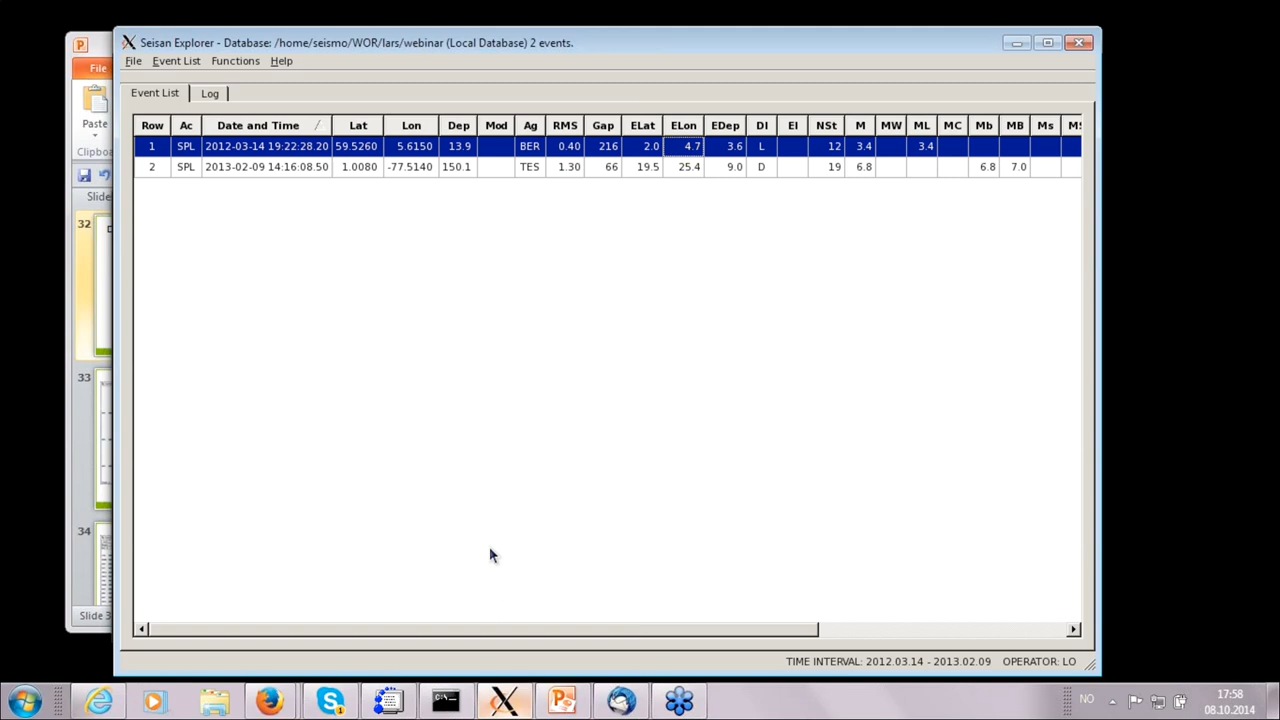 Seisan Explorer - Database: /home/seismo/WOR/lars/webinar (Local Database) 2 events.
File Event List Functions Help
Event List Log
Row Ac Date and Time / Lat Lon Dep Mod Ag RMS Gap ELat ELon EDep DI EI NSt M MW ML MC Mb MB Ms
1 SPL 2012-03-14 19:22:28.20 59.5260 5.6150 13.9 BER 0.40 216 2.0 4.7 3.6 L 12 3.4 3.4
2 SPL 2013-02-09 14:16:08.50 1.0080 -77.5140 150.1 TES 1.30 66 19.5 25.4 9.0 D 19 6.8 6.8 7.0
TIME INTERVAL: 2012.03.14 - 2013.02.09 OPERATOR: LO
P
File
Paste
Clipbo
Slide
32
33
34
Slide 3
NO
17:58
08.10.2014